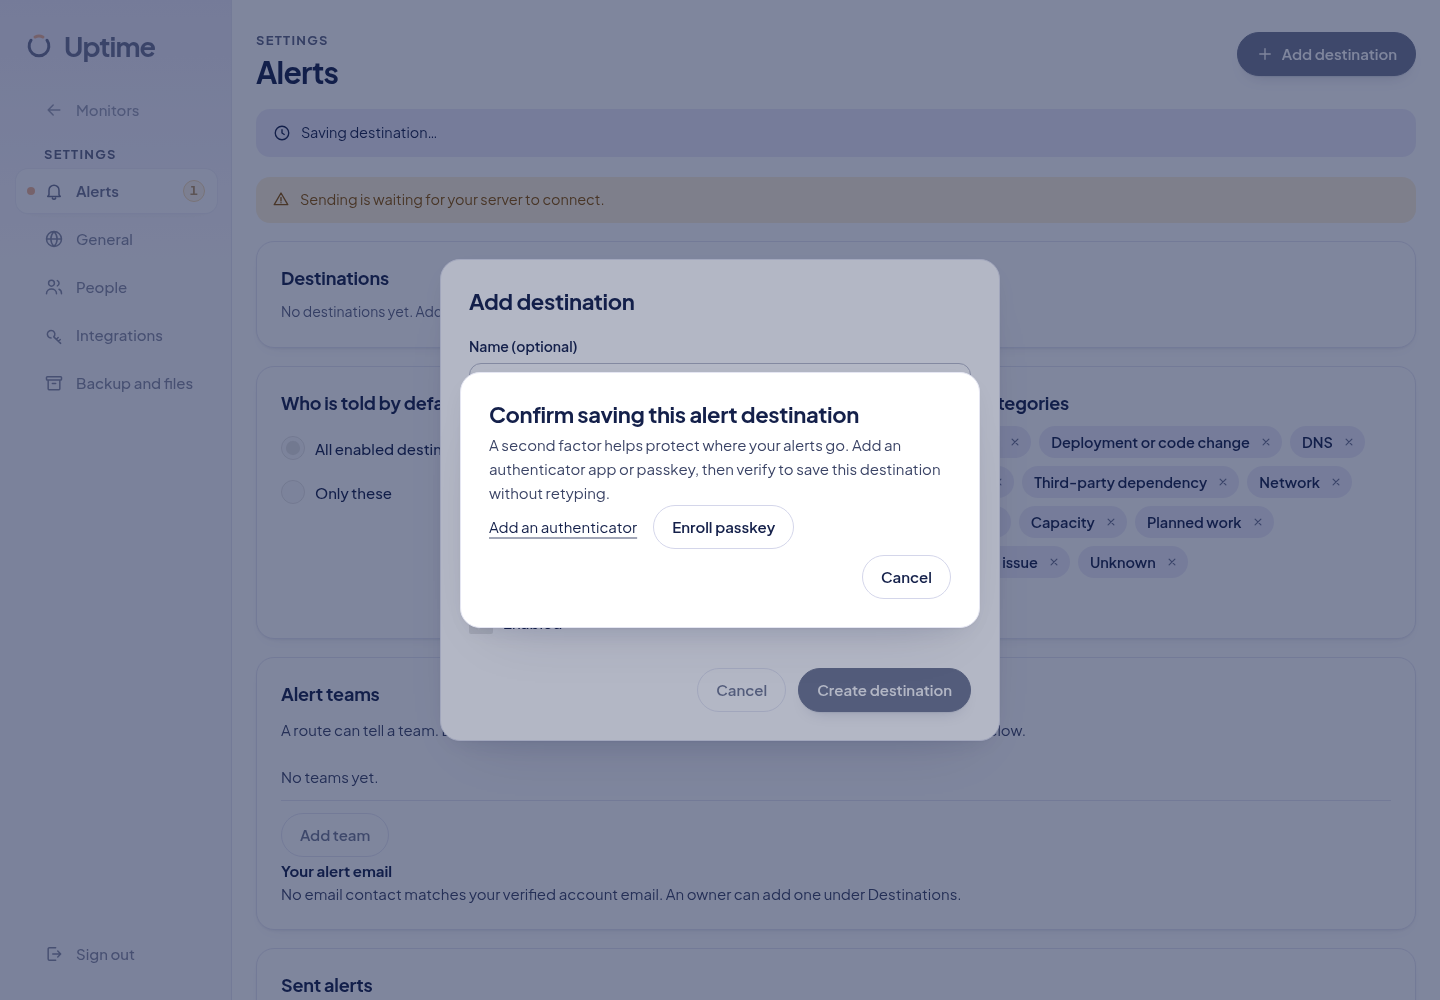 Uptime
Monitors
SETTINGS
Alerts
1
General
People
Integrations
Backup and files
Sign out
SETTINGS
Alerts
Add destination
Saving destination…
Sending is waiting for your server to connect.
Destinations
No destinations yet. Add
Who is told by
All enabled
Only these
Deployment or code change
DNS
Third-party dependency
Network
Capacity
Planned work
issue
Unknown
Add destination
Name (optional)
Confirm saving this alert destination
A second factor helps protect where your alerts go. Add an
authenticator app or passkey, then verify to save this destination
without retyping.
Add an authenticator
Enroll passkey
Cancel
Cancel
Create destination
Alert teams
A route can tell a team.
No teams yet.
Add team
Your alert email
No email contact matches your verified account email. An owner can add one under Destinations.
Sent alerts